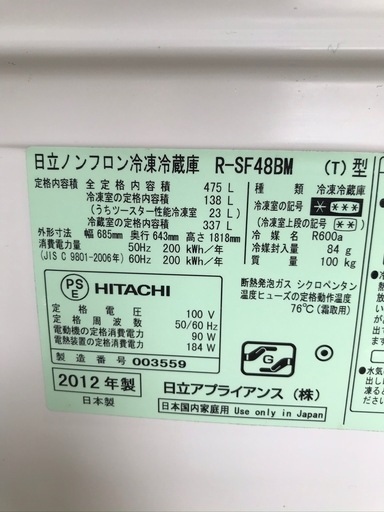 日立ノンフロン冷凍冷蔵庫 R-SF48BM (T)型
定格内容積 全定格内容積 475 L
冷凍室の定格内容積 138 L
(うちツースター性能冷凍室 23 L)
冷蔵室の定格内容積 337 L
外形寸法 幅 685mm 奥行 643mm 高さ 1818mm
消費電力量 50Hz 200 kWh/年
(JIS C 9801-2006年) 60Hz 200 kWh/年
種類 冷凍冷蔵庫
冷凍室の記号 * ***
(冷凍室上段の記号 **)
冷媒名 R600a
冷媒封入量 84 g
質量 100 kg
PS
E
HITACHI
定格電圧 100 V
定格周波数 50/60 Hz
電動機の定格消費電力 90 W
電熱装置の定格消費電力 184 W
製造番号 003559
断熱発泡ガス シクロペンタン
温度ヒューズの定格動作温度
76℃(霜取用)
2012年製
日本製
日立アプライアンス(株)
日本国内家庭用 Use only in Japan